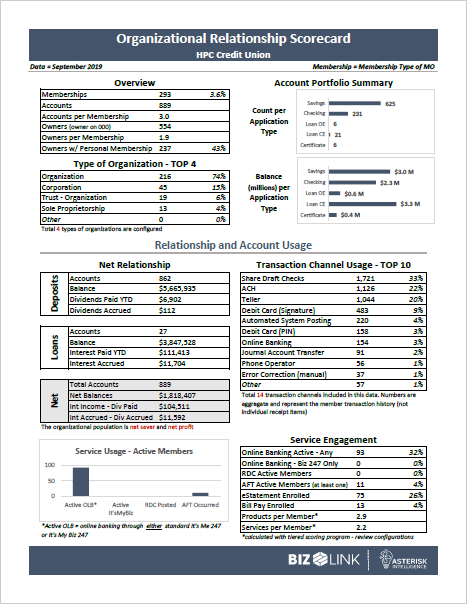 Organizational Relationship Scorecard
HPC Credit Union
Data = September 2019 Membership = Membership Type of MO
Overview
Memberships 293 3.6%
Accounts 889
Accounts per Membership 3.0
Owners (owner on OOO) 554
Owners per Membership 1.9
Owners w/ Personal Membership 237 43%
Type of Organization - TOP 4
Organization 216 74%
Corporation 45 15%
Trust - Organization 19 6%
Sole Proprietorship 13 4%
Other 0 0%
Total 4 types of organizations are configured
Account Portfolio Summary
Count per Application Type
Savings 625
Checking 231
Loan OE 6
Loan CE 21
Certificate 6
Balance (millions) per Application Type
Savings $3.0 M
Checking $2.3 M
Loan OE $0.6 M
Loan CE $3.3 M
Certificate $0.4 M
Relationship and Account Usage
Net Relationship
Deposits
Accounts 862
Balance $5,665,935
Dividends Paid YTD $6,902
Dividends Accrued $112
Loans
Accounts 27
Balance $3,847,528
Interest Paid YTD $111,413
Interest Accrued $11,704
Net
Total Accounts 889
Net Balances $1,818,407
Int Income - Div Paid $104,511
Int Accrued - Div Accrued $11,592
The organizational population is net saver and net profit
Transaction Channel Usage - TOP 10
Share Draft Checks 1,721 33%
ACH 1,126 22%
Teller 1,044 20%
Debit Card (Signature) 483 9%
Automated System Posting 220 4%
Debit Card (PIN) 158 3%
Online Banking 154 3%
Journal Account Transfer 91 2%
Phone Operator 56 1%
Error Correction (manual) 37 1%
Other 57 1%
Total 14 transaction channels included in this data. Numbers are
aggregate and represent the member transaction history (not
individual receipt items)
Service Usage - Active Members
100
50
0
Active OLB* Active It'sMyBiz RDC Posted AFT Occurred
*Active OLB = online banking through either standard It's Me 247
or It's My Biz 247
Service Engagement
Online Banking Active - Any 93 32%
Online Banking - Biz 247 Only 0 0%
RDC Active Members 0 0%
AFT Active Members (at least one) 11 4%
eStatement Enrolled 75 26%
Bill Pay Enrolled 13 4%
Products per Member* 2.9
Services per Member* 2.2
*calculated with tiered scoring program - review configurations
BIZ LINK
ASTERISK
INTELLIGENCE